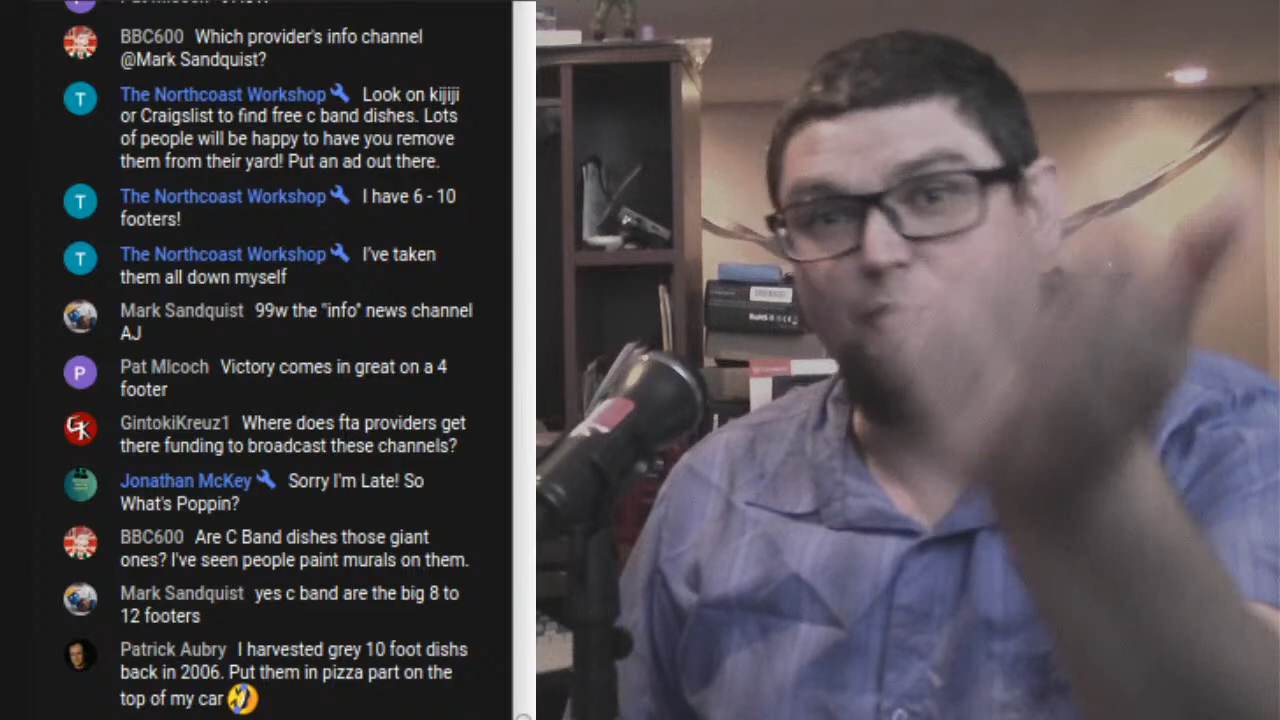 BBC600 Which provider's info channel
@Mark Sandquist?
The Northcoast Workshop Look on kijiji
or Craigslist to find free c band dishes. Lots
of people will be happy to have you remove
them from their yard! Put an ad out there.
The Northcoast Workshop I have 6 - 10
footers!
The Northcoast Workshop I've taken
them all down myself
Mark Sandquist 99w the "info" news channel
AJ
Pat Mlcoch Victory comes in great on a 4
footer
GintokiKreuz1 Where does fta providers get
there funding to broadcast these channels?
Jonathan McKey Sorry I'm Late! So
What's Poppin?
BBC600 Are C Band dishes those giant
ones? I've seen people paint murals on them.
Mark Sandquist yes c band are the big 8 to
12 footers
Patrick Aubry I harvested grey 10 foot dishs
back in 2006. Put them in pizza part on the
top of my car
T
T
T
P
GK
RoHS